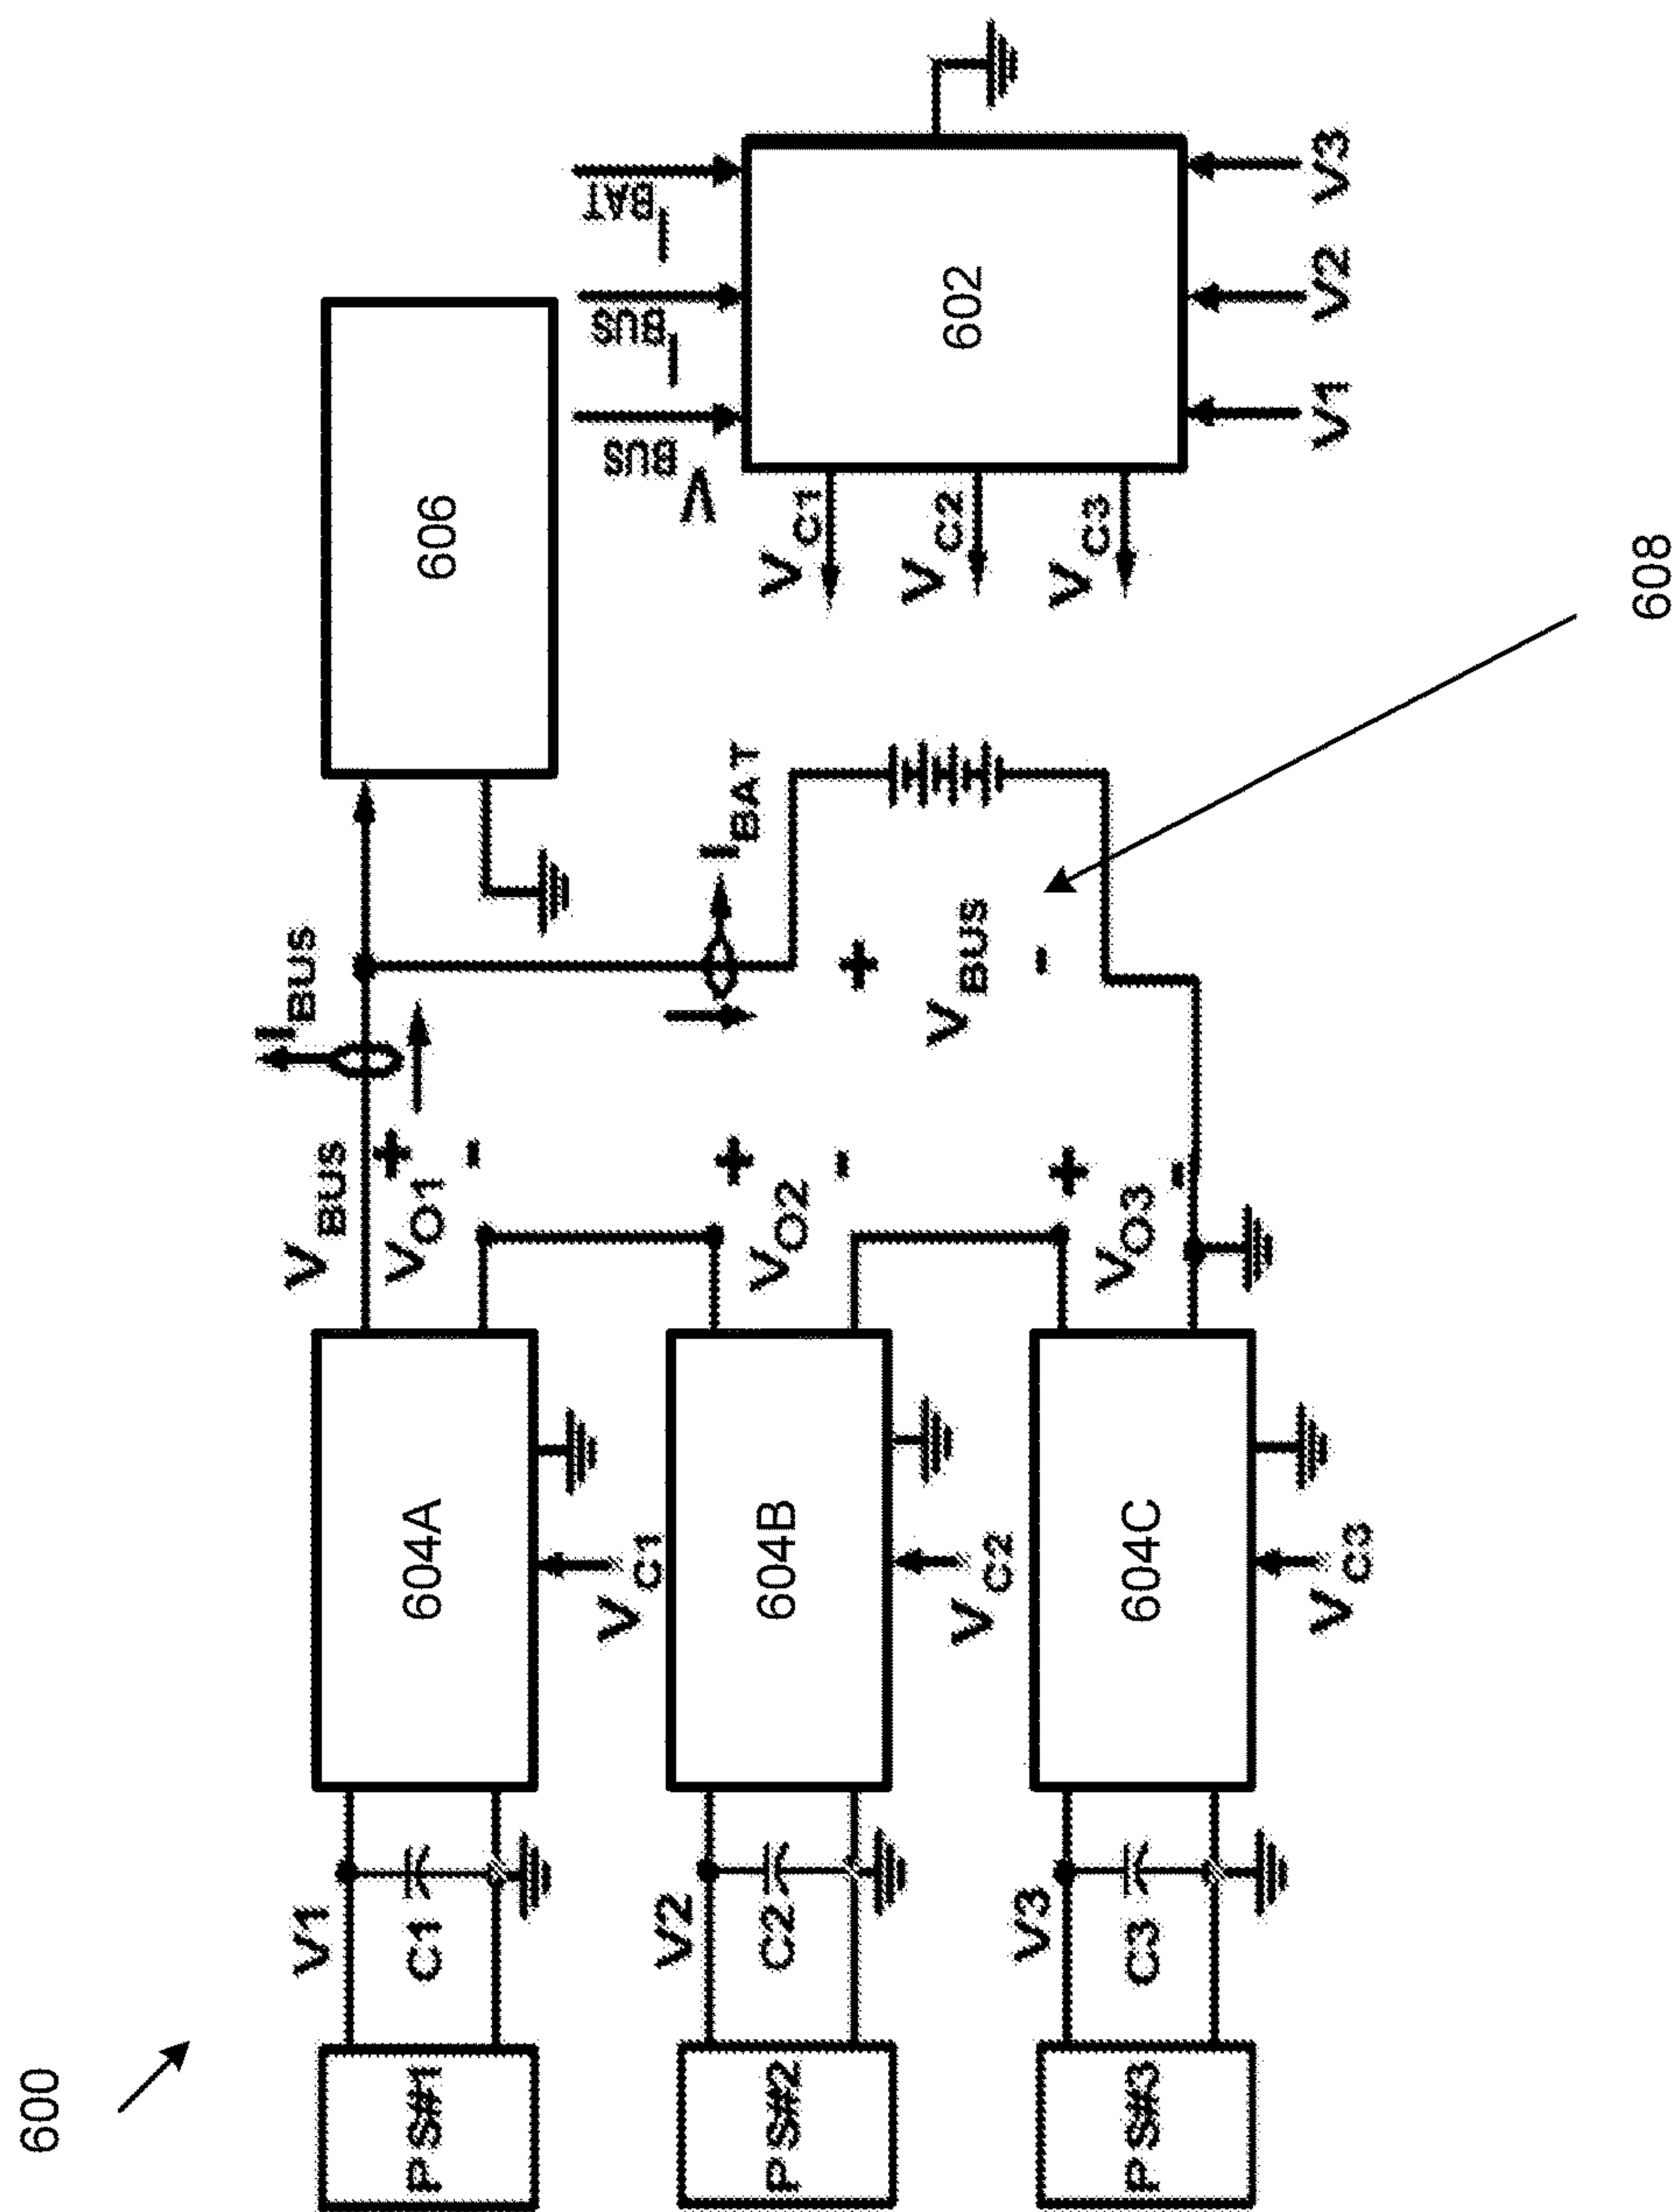 600
PS#1
V1
C1
604A
VC1
VBUS
VO1
IBUS
606
PS#2
V2
C2
604B
VC2
VO2
IBAT
VBUS
PS#3
V3
C3
604C
VC3
VO3
608
VBUS
IBUS
IBAT
602
VC1
VC2
VC3
V1
V2
V3